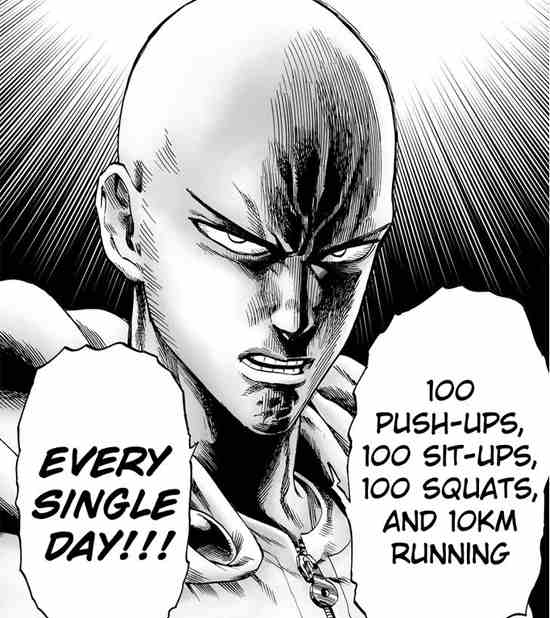 100
PUSH-UPS,
100 SIT-UPS,
100 SQUATS,
AND 10KM
RUNNING
EVERY
SINGLE
DAY!!!